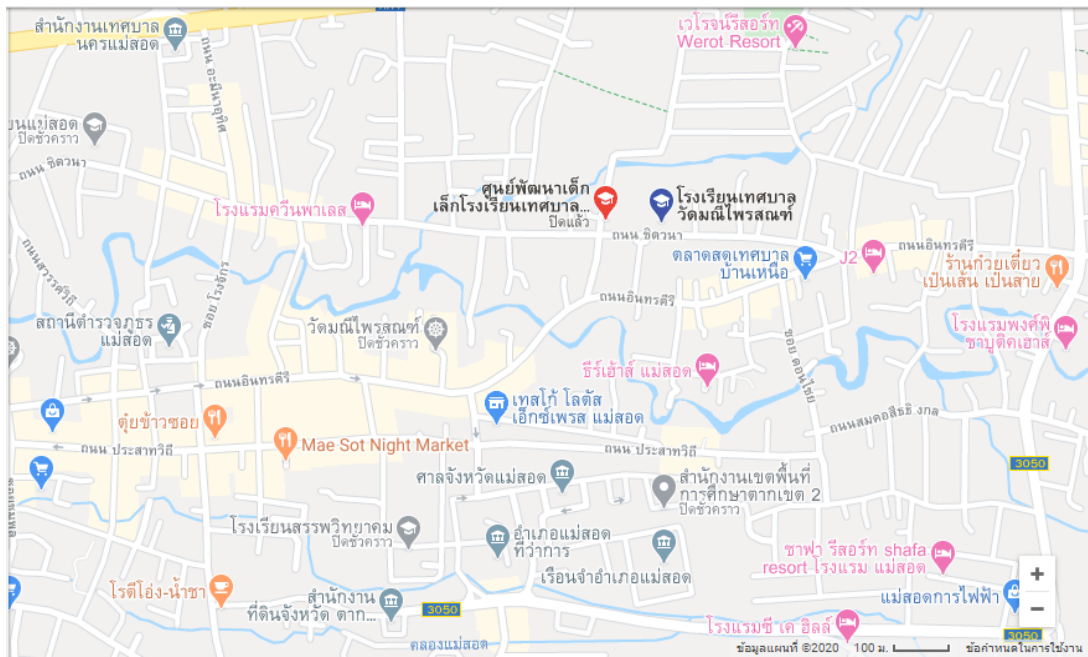 สำนักงานเทศบาล
นครแม่สอด
เวโรจน์รีสอร์ท
Werot Resort
ถนน อะมีนาอุทิศ
ยนแม่สอด
ปิดชั่วคราว
ถนน ชิดวนา
ศูนย์พัฒนาเด็ก
เล็กโรงเรียนเทศบาล...
ปิดแล้ว
โรงเรียนเทศบาล
วัดมณีไพรสณฑ์
โรงแรมควีนพาเลส
ถนน ชิดวนา
ถนนอินทรคีรี
ตลาดสดเทศบาล
บ้านเหนือ
J2
ร้านก๋วยเตี๋ยว
เป็นเส้น เป็นสาย
ถนนสวรรค์วิถี
ซอย โรงจักร
ถนนอินทรคีรี
สถานีตำรวจภูธร
แม่สอด
วัดมณีไพรสณฑ์
ปิดชั่วคราว
โรงแรมพงค์พิ
ชาบูติคเฮาส์
ธีร์เฮ้าส์ แม่สอด
ซอย ดอนไชย
ถนนอินทรคีรี
เทสโก้ โลตัส
เอ็กซ์เพรส แม่สอด
ตุ๋ยข้าวซอย
Mae Sot Night Market
ถนน ประสาทวิถี
ถนน ประสาทวิถี
3050
ศาลจังหวัดแม่สอด
สำนักงานเขตพื้นที่
การศึกษาตากเขต 2
ปิดชั่วคราว
โรงเรียนสรรพวิทยาคม
ปิดชั่วคราว
อำเภอแม่สอด
ที่ว่าการ
เรือนจำอำเภอแม่สอด
ชาฟา รีสอร์ท shafa
resort โรงแรม แม่สอด
โรตีโอ่ง-น้ำชา
สำนักงาน
ที่ดินจังหวัด ตาก...
3050
แม่สอดการไฟฟ้า
โรงแรมซี เค ฮิลล์
3050
คลองแม่สอด
ข้อมูลแผนที่ ©2020
100 ม.
ข้อกำหนดในการใช้งาน